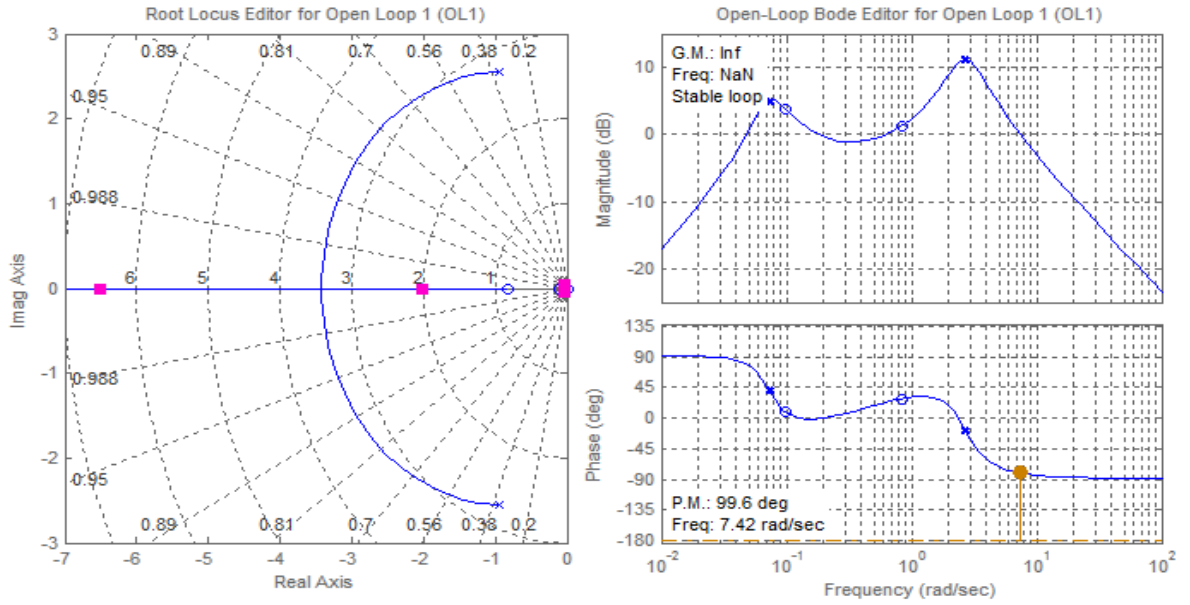 Root Locus Editor for Open Loop 1 (OL1)
3
2
1
0
-1
-2
-3
Imag Axis
0.89 0.81 0.7 0.56 0.38 0.2
0.95
0.988
6 5 4 3 2 1
0.988
0.95
0.89 0.81 0.7 0.56 0.38 0.2
-7 -6 -5 -4 -3 -2 -1 0
Real Axis
Open-Loop Bode Editor for Open Loop 1 (OL1)
G.M.: Inf
Freq: NaN
Stable loop
10
0
-10
-20
Magnitude (dB)
135
90
45
0
-45
-90
-135
-180
Phase (deg)
P.M.: 99.6 deg
Freq: 7.42 rad/sec
10^-2 10^-1 10^0 10^1 10^2
Frequency (rad/sec)